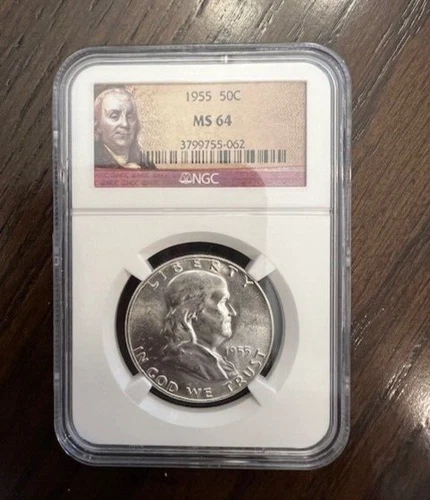 1955 50C
MS 64
3799755-062
NGC
LIBERTY
1955
IN GOD WE TRUST